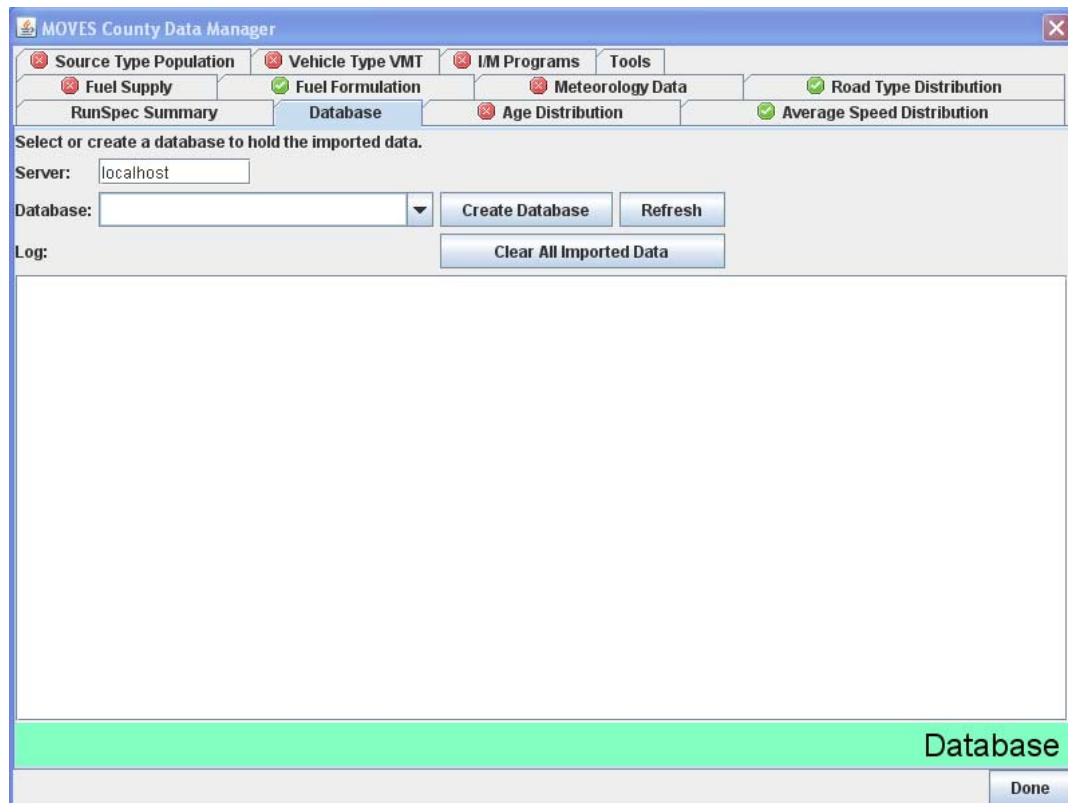 MOVES County Data Manager
Source Type Population Vehicle Type VMT I/M Programs Tools
Fuel Supply Fuel Formulation Meteorology Data Road Type Distribution
RunSpec Summary Database Age Distribution Average Speed Distribution
Select or create a database to hold the imported data.
Server: localhost
Database: Create Database Refresh
Log: Clear All Imported Data
Database
Done